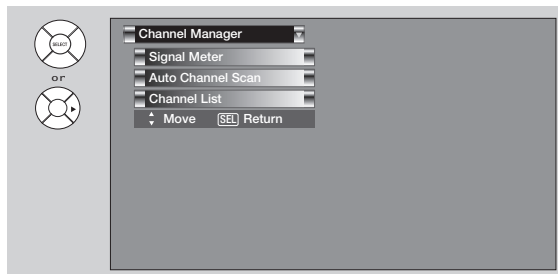 SELECT
or
Channel Manager
Signal Meter
Auto Channel Scan
Channel List
Move SEL Return